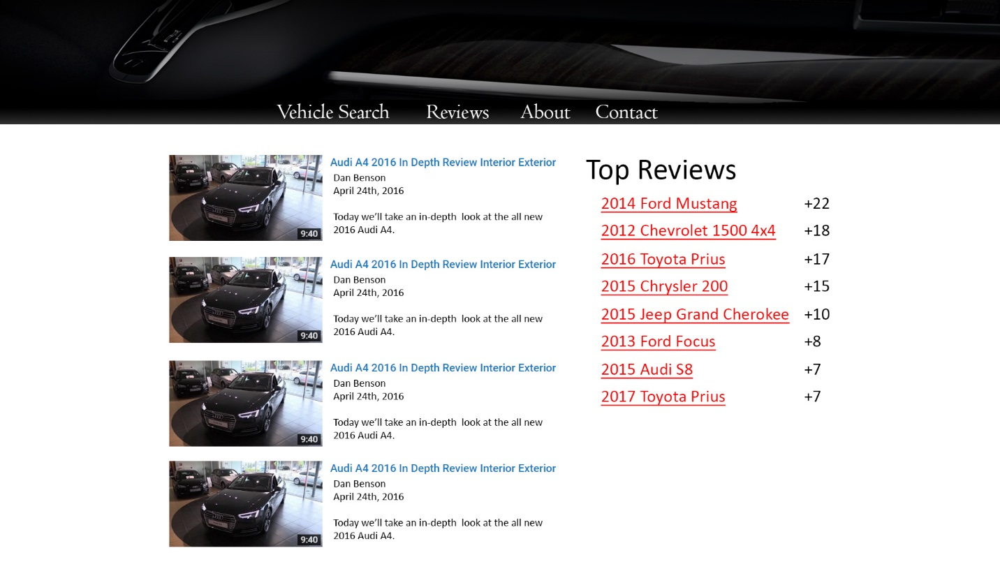 Vehicle Search Reviews About Contact
Audi A4 2016 In Depth Review Interior Exterior
Dan Benson
April 24th, 2016
Today we’ll take an in-depth look at the all new
2016 Audi A4.
9:40
Audi A4 2016 In Depth Review Interior Exterior
Dan Benson
April 24th, 2016
Today we’ll take an in-depth look at the all new
2016 Audi A4.
9:40
Audi A4 2016 In Depth Review Interior Exterior
Dan Benson
April 24th, 2016
Today we’ll take an in-depth look at the all new
2016 Audi A4.
9:40
Audi A4 2016 In Depth Review Interior Exterior
Dan Benson
April 24th, 2016
Today we’ll take an in-depth look at the all new
2016 Audi A4.
9:40
Top Reviews
2014 Ford Mustang +22
2012 Chevrolet 1500 4x4 +18
2016 Toyota Prius +17
2015 Chrysler 200 +15
2015 Jeep Grand Cherokee +10
2013 Ford Focus +8
2015 Audi S8 +7
2017 Toyota Prius +7